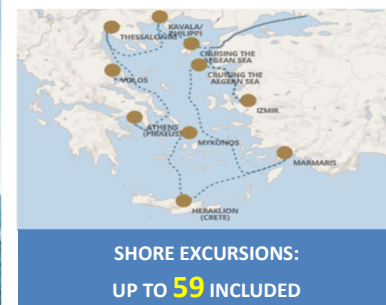 KAVALA/
PHILIPPI
THESSALONIKI
CRUISING THE
AEGEAN SEA
CRUISING THE
AEGEAN SEA
VOLOS
IZMIR
ATHENS
(PIRAEUS)
MYKONOS
MARMARIS
HERAKLION
(CRETE)
SHORE EXCURSIONS:
UP TO 59 INCLUDED